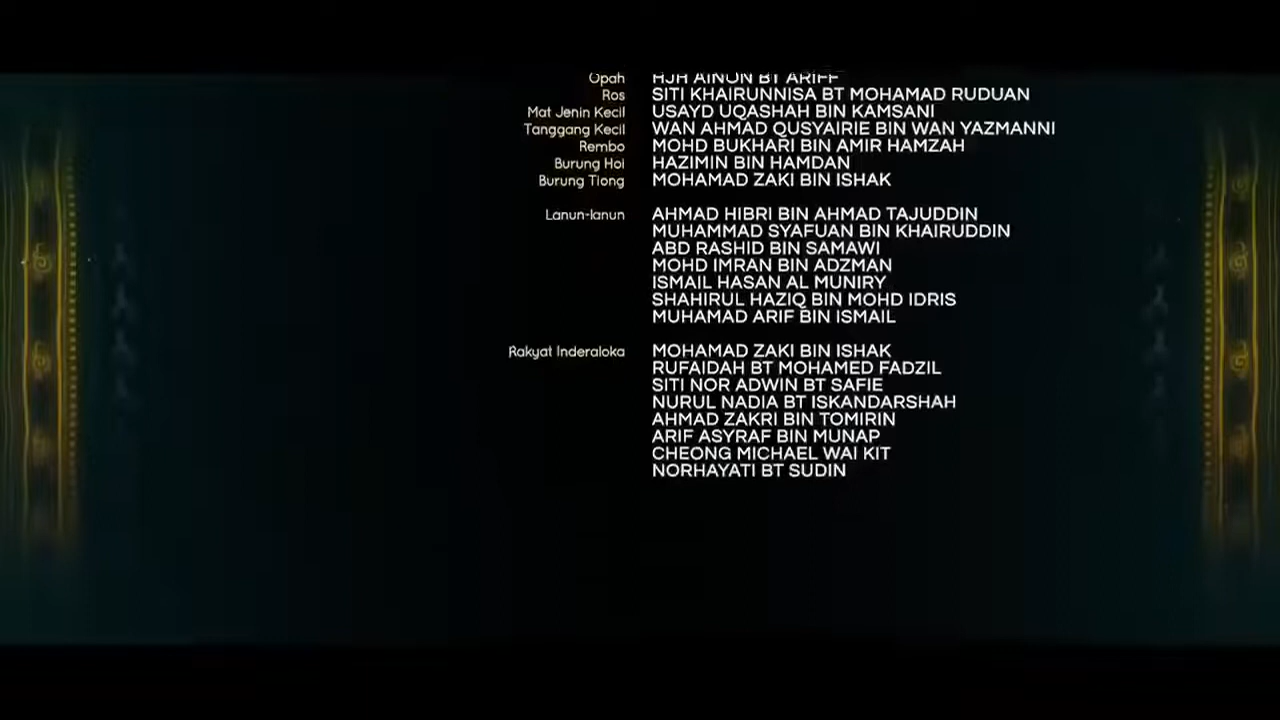 Opah HJH AINON BT ARIFF
Ros SITI KHAIRUNNISA BT MOHAMAD RUDUAN
Mat Jenin Kecil USAYD UQASHAH BIN KAMSANI
Tanggang Kecil WAN AHMAD QUSYAIRIE BIN WAN YAZMANNI
Rembo MOHD BUKHARI BIN AMIR HAMZAH
Burung Hoi HAZIMIN BIN HAMDAN
Burung Tiong MOHAMAD ZAKI BIN ISHAK
Lanun-lanun AHMAD HIBRI BIN AHMAD TAJUDDIN
MUHAMMAD SYAFUAN BIN KHAIRUDDIN
ABD RASHID BIN SAMAWI
MOHD IMRAN BIN ADZMAN
ISMAIL HASAN AL MUNIRY
SHAHIRUL HAZIQ BIN MOHD IDRIS
MUHAMAD ARIF BIN ISMAIL
Rakyat Inderaloka MOHAMAD ZAKI BIN ISHAK
RUFAIDAH BT MOHAMED FADZIL
SITI NOR ADWIN BT SAFIE
NURUL NADIA BT ISKANDARSHAH
AHMAD ZAKRI BIN TOMIRIN
ARIF ASYRAF BIN MUNAP
CHEONG MICHAEL WAI KIT
NORHAYATI BT SUDIN